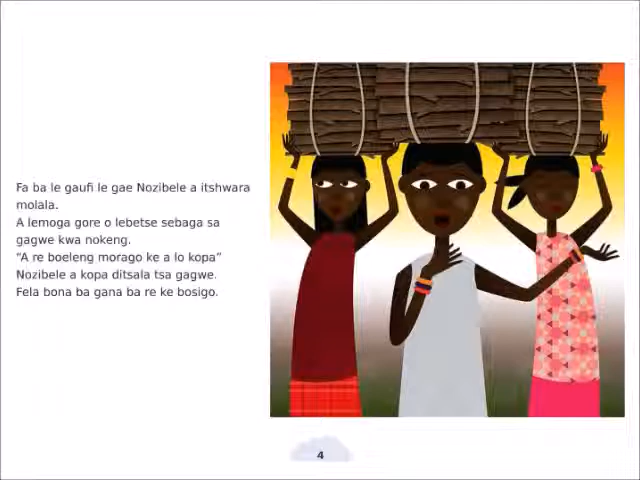 Fa ba le gaufi le gae Nozibele a itshwara
molala.
A lemoga gore o lebetse sebaga sa
gagwe kwa nokeng.
“A re boeleng morago ke a lo kopa”
Nozibele a kopa ditsala tsa gagwe.
Fela bona ba gana ba re ke bosigo.
4